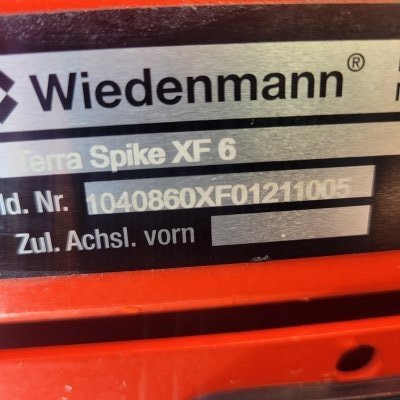 Wiedenmann®
Terra Spike XF 6
Id. Nr. 1040860XF01211005
Zul. Achsl. vorn